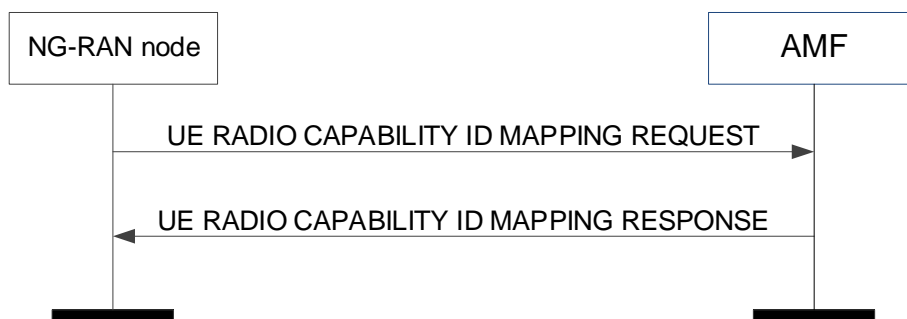 NG-RAN node
AMF
UE RADIO CAPABILITY ID MAPPING REQUEST
UE RADIO CAPABILITY ID MAPPING RESPONSE